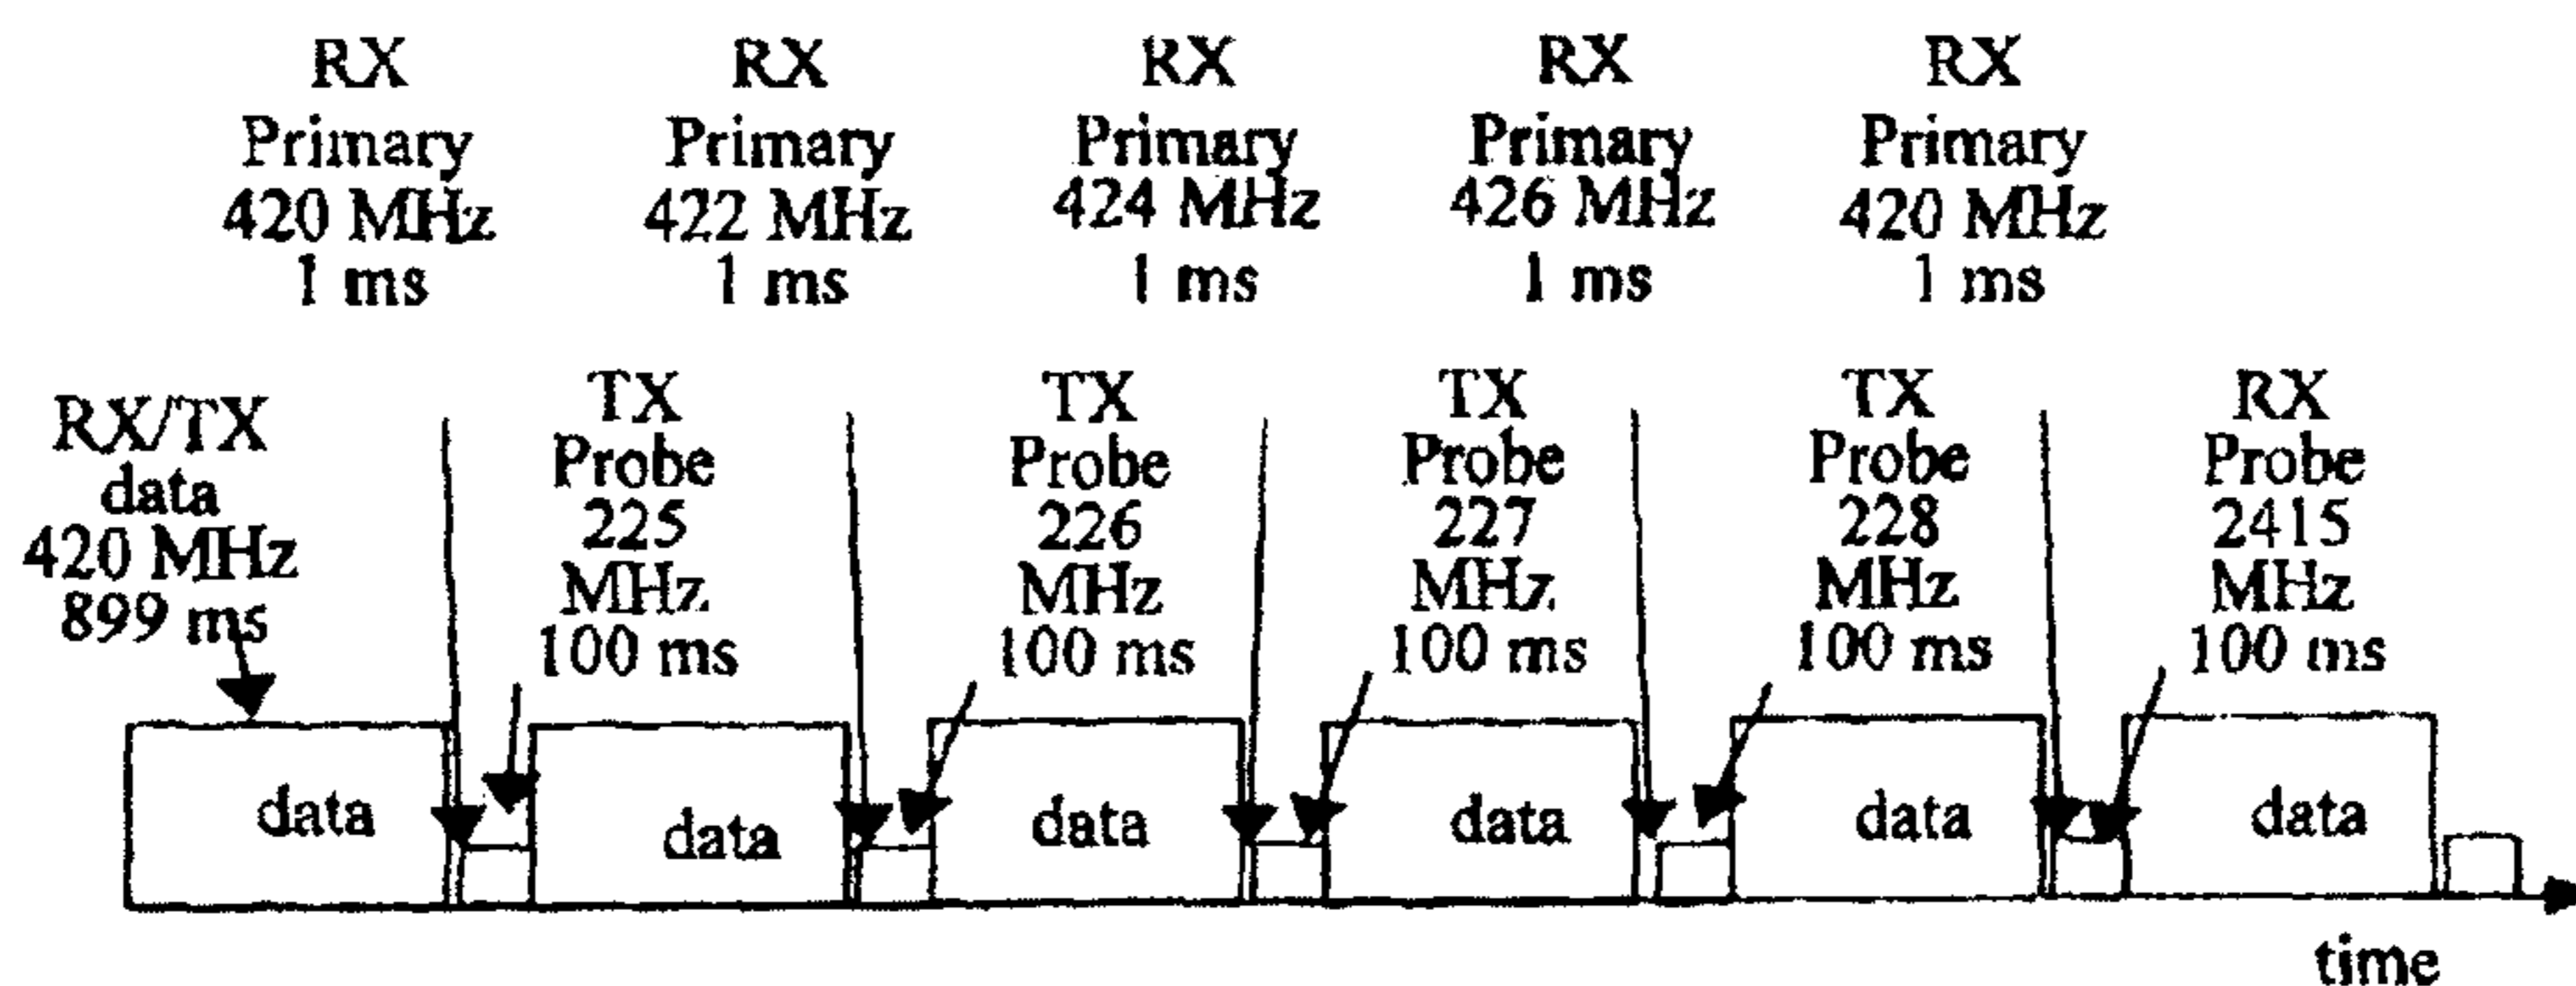 RX
Primary
420 MHz
1 ms
RX
Primary
422 MHz
1 ms
RX
Primary
424 MHz
1 ms
RX
Primary
426 MHz
1 ms
RX
Primary
420 MHz
1 ms
RX/TX
data
420 MHz
899 ms
TX
Probe
225
MHz
100 ms
TX
Probe
226
MHz
100 ms
TX
Probe
227
MHz
100 ms
TX
Probe
228
MHz
100 ms
RX
Probe
2415
MHz
100 ms
data
data
data
data
data
data
time